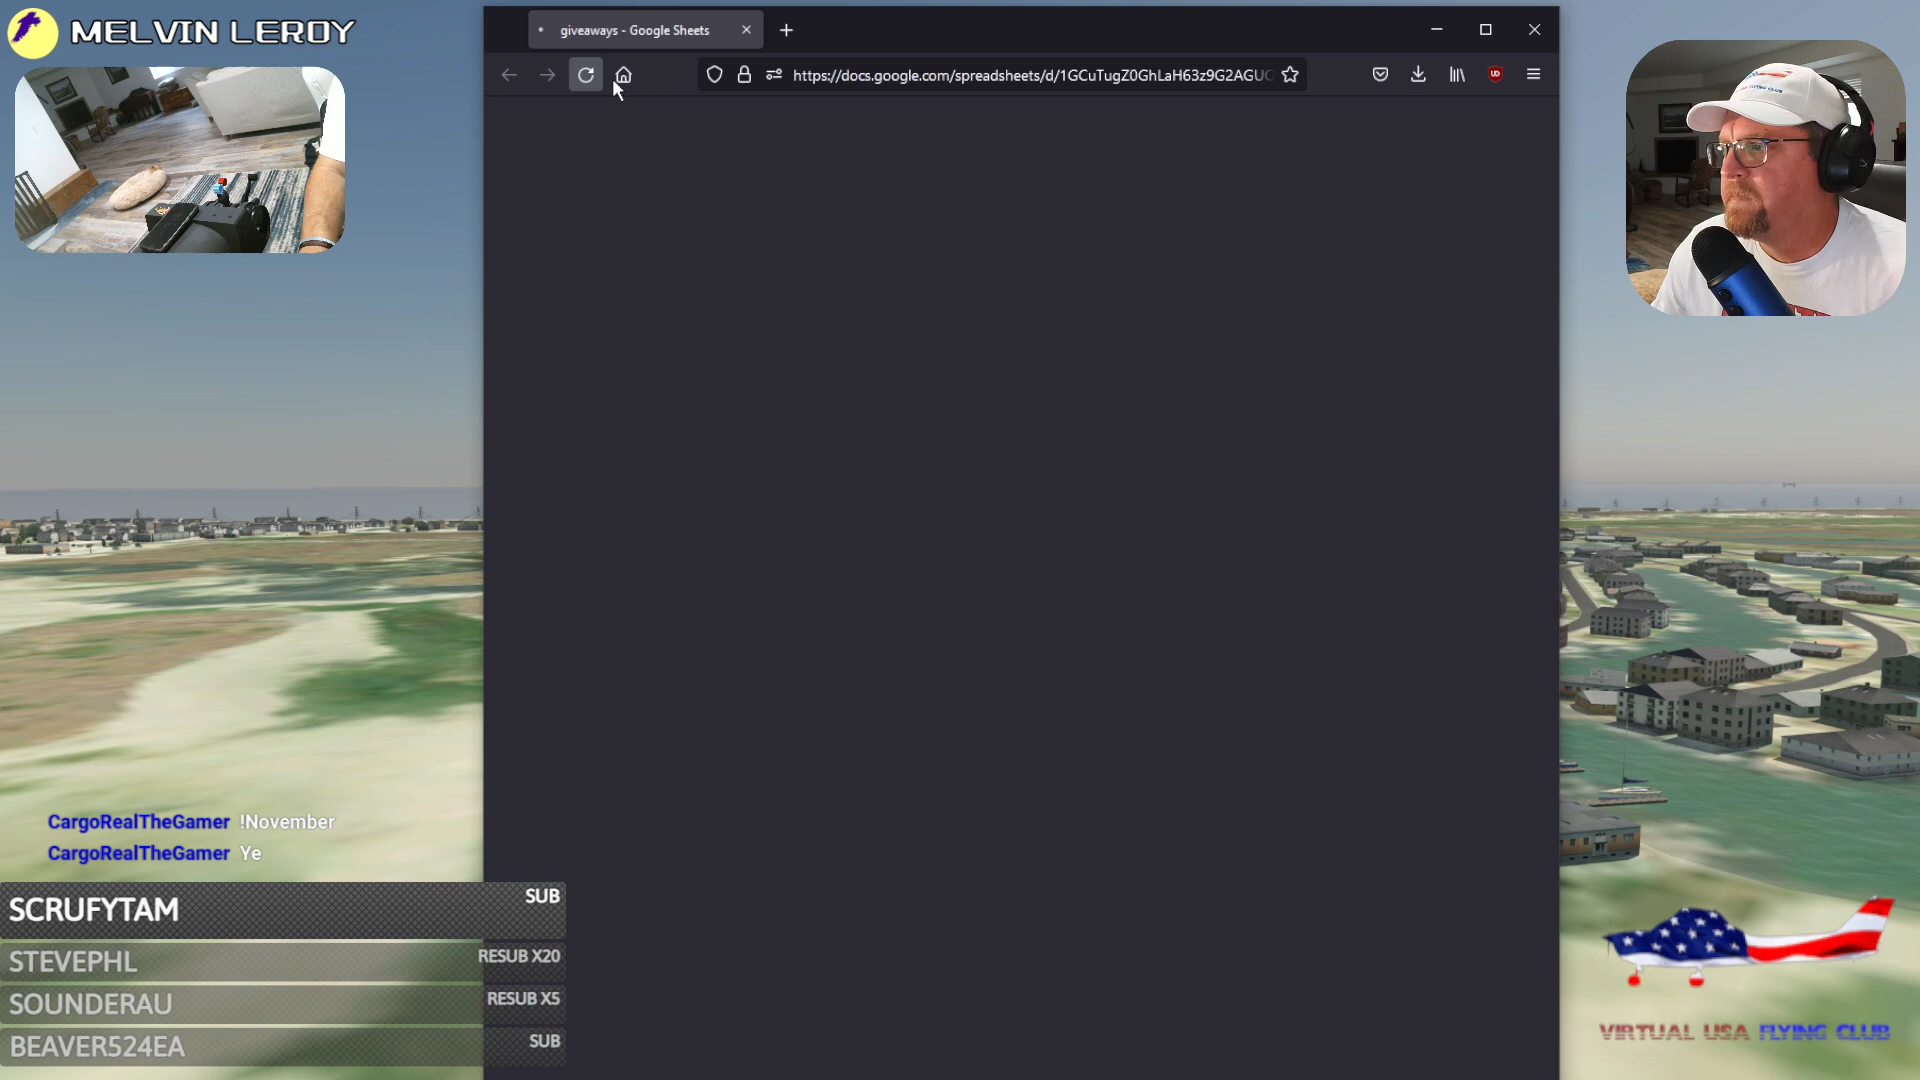 MELVIN LEROY
giveaways - Google Sheets
https://docs.google.com/spreadsheets/d/1GCuTugZ0GhLaH63z9G2AGUC
CargoRealTheGamer !November
CargoRealTheGamer Ye
SCRUFYTAM SUB
STEVEPHL RESUB X20
SOUNDERAU RESUB X5
BEAVER524EA SUB
VIRTUAL USA FLYING CLUB